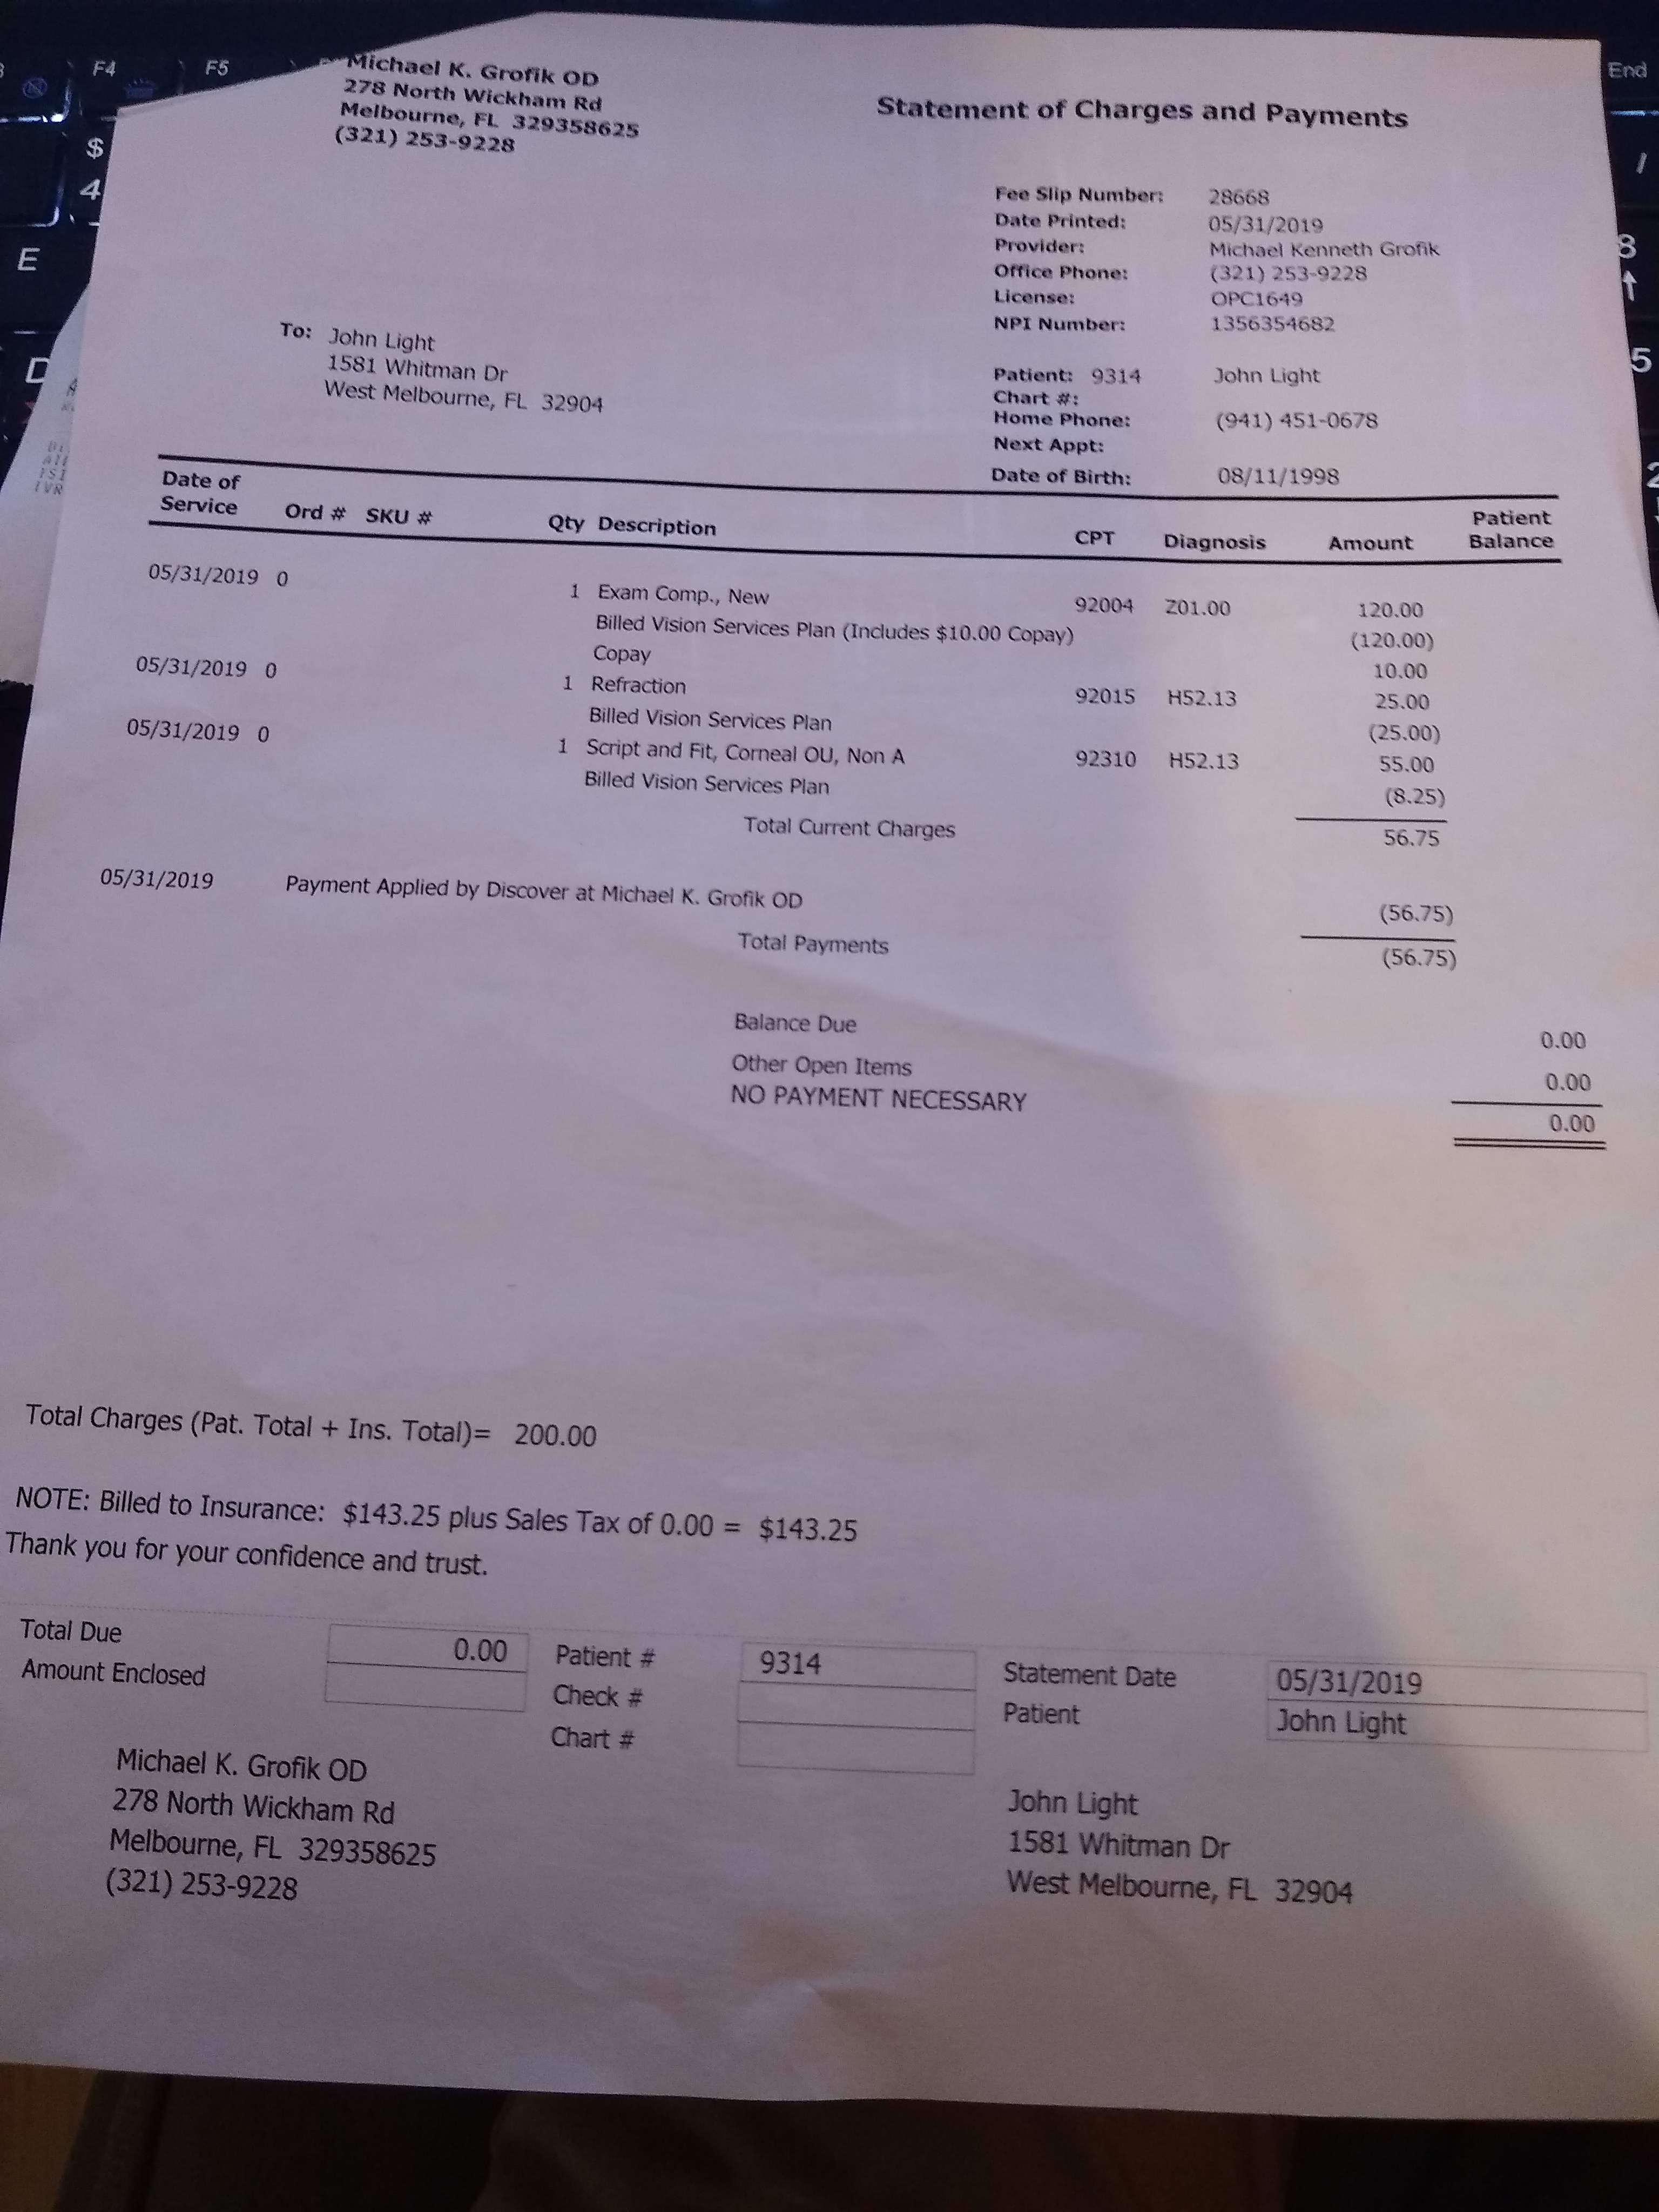 Michael K. Grofik OD
278 North Wickham Rd
Melbourne, FL 329358625
(321) 253-9228
Statement of Charges and Payments
Fee Slip Number: 28668
Date Printed: 05/31/2019
Provider: Michael Kenneth Grofik
Office Phone: (321) 253-9228
License: OPC1649
NPI Number: 1356354682
To: John Light
1581 Whitman Dr
West Melbourne, FL 32904
Patient: 9314 John Light
Chart #:
Home Phone: (941) 451-0678
Next Appt:
Date of Birth: 08/11/1998
Date of Service Ord # SKU # Qty Description CPT Diagnosis Amount Patient Balance
05/31/2019 0 1 Exam Comp., New 92004 Z01.00 120.00
Billed Vision Services Plan (Includes $10.00 Copay) (120.00)
Copay 10.00
05/31/2019 0 1 Refraction 92015 H52.13 25.00
Billed Vision Services Plan (25.00)
05/31/2019 0 1 Script and Fit, Corneal OU, Non A 92310 H52.13 55.00
Billed Vision Services Plan (8.25)
Total Current Charges 56.75
05/31/2019 Payment Applied by Discover at Michael K. Grofik OD (56.75)
Total Payments (56.75)
Balance Due 0.00
Other Open Items 0.00
NO PAYMENT NECESSARY 0.00
Total Charges (Pat. Total + Ins. Total)= 200.00
NOTE: Billed to Insurance: $143.25 plus Sales Tax of 0.00 = $143.25
Thank you for your confidence and trust.
Total Due 0.00
Amount Enclosed
Patient # 9314
Check #
Chart #
Statement Date 05/31/2019
Patient John Light
Michael K. Grofik OD
278 North Wickham Rd
Melbourne, FL 329358625
(321) 253-9228
John Light
1581 Whitman Dr
West Melbourne, FL 32904
F4
F5
End
$
4
E
D
8
5